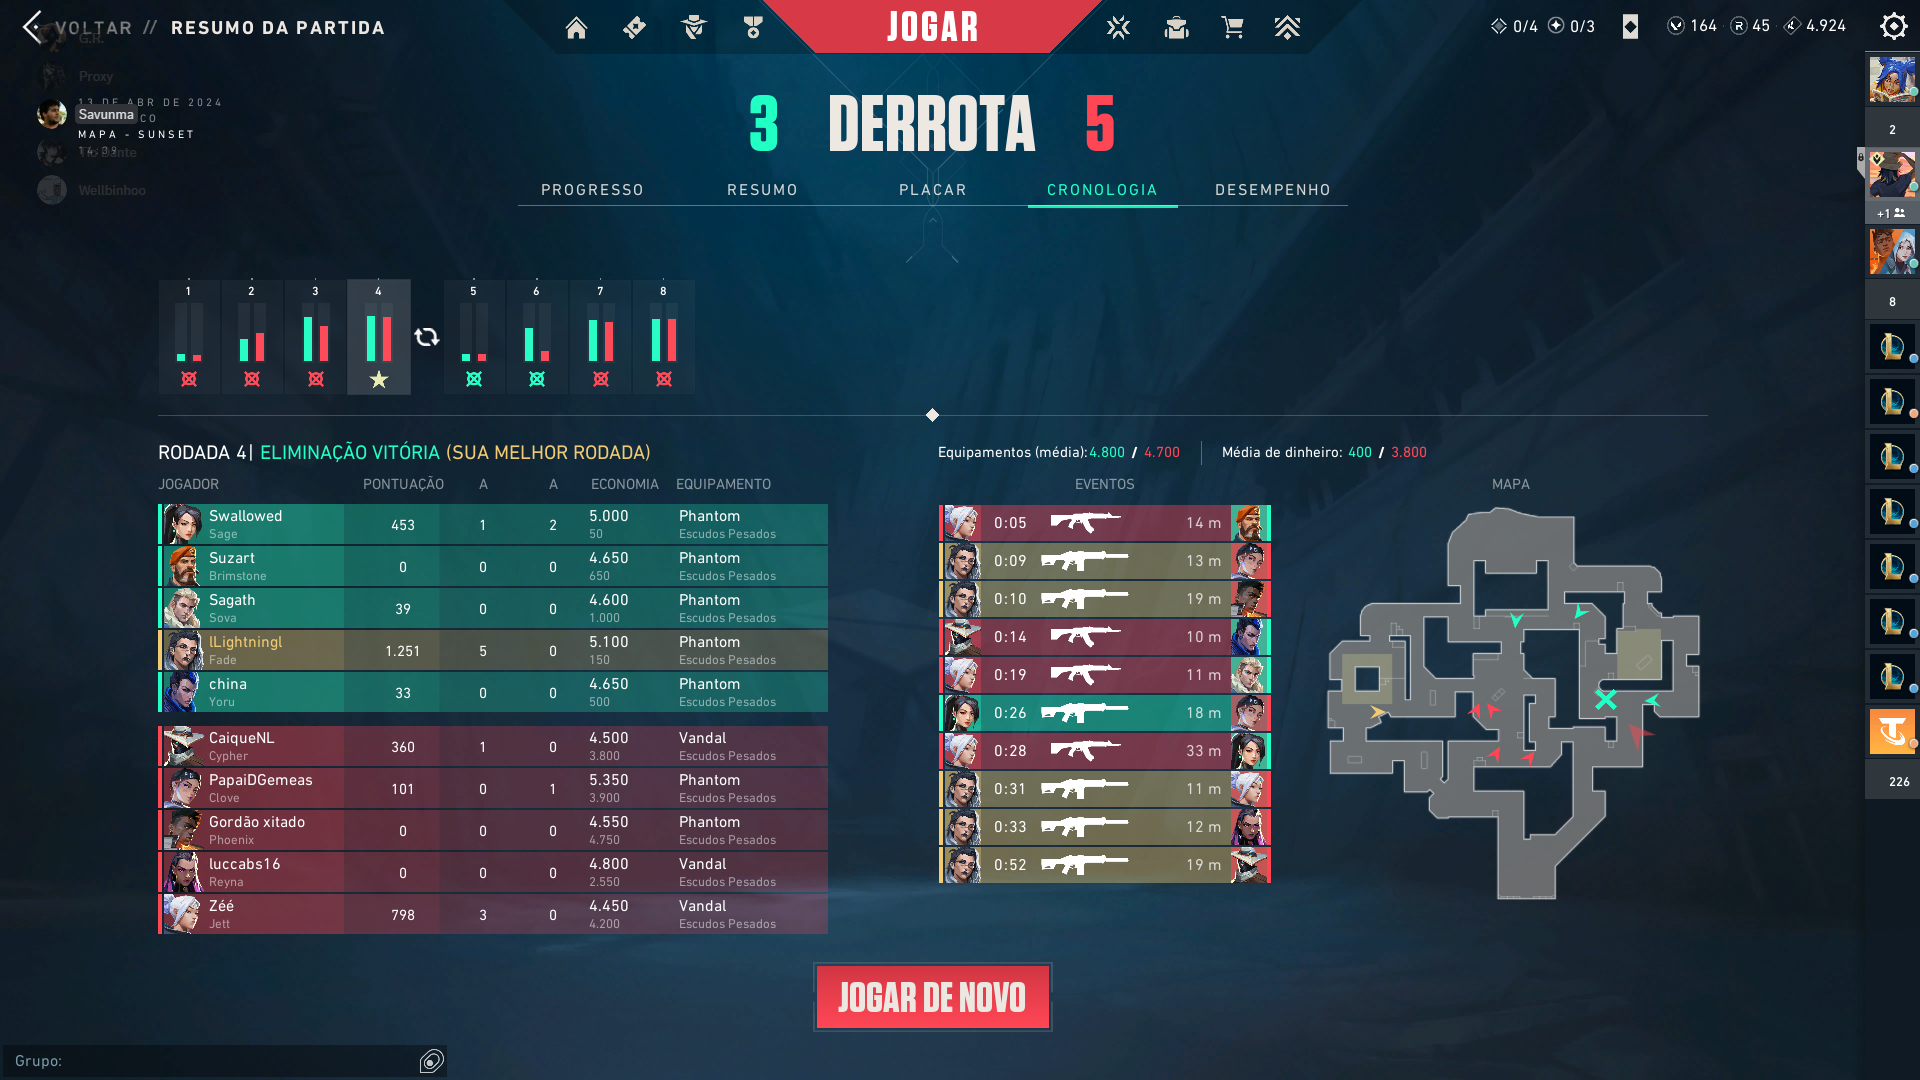 VOLTAR // RESUMO DA PARTIDA
JOGAR
0/4 0/3 164 45 4.924
G.R.
Proxy
13 DE ABR DE 2024
Savunma
CO
MAPA - SUNSET
Tio Dante
Wellbinhoo
3 DERROTA 5
PROGRESSO RESUMO PLACAR CRONOLOGIA DESEMPENHO
1 2 3 4 5 6 7 8
RODADA 4| ELIMINAÇÃO VITÓRIA (SUA MELHOR RODADA)
JOGADOR PONTUAÇÃO A A ECONOMIA EQUIPAMENTO
Swallowed 453 1 2 5.000 Phantom
Sage 50 Escudos Pesados
Suzart 0 0 0 4.650 Phantom
Brimstone 650 Escudos Pesados
Sagath 39 0 0 4.600 Phantom
Sova 1.000 Escudos Pesados
lLightningl 1.251 5 0 5.100 Phantom
Fade 150 Escudos Pesados
china 33 0 0 4.650 Phantom
Yoru 500 Escudos Pesados
CaiqueNL 360 1 0 4.500 Vandal
Cypher 3.800 Escudos Pesados
PapaiDGemeas 101 0 1 5.350 Phantom
Clove 3.900 Escudos Pesados
Gordão xitado 0 0 0 4.550 Phantom
Phoenix 4.750 Escudos Pesados
luccabs16 0 0 0 4.800 Vandal
Reyna 2.550 Escudos Pesados
Zéé 798 3 0 4.450 Vandal
Jett 4.200 Escudos Pesados
Equipamentos (média): 4.800 / 4.700 Média de dinheiro: 400 / 3.800
EVENTOS
0:05 14 m
0:09 13 m
0:10 19 m
0:14 10 m
0:19 11 m
0:26 18 m
0:28 33 m
0:31 11 m
0:33 12 m
0:52 19 m
MAPA
2
+1
8
226
JOGAR DE NOVO
Grupo: